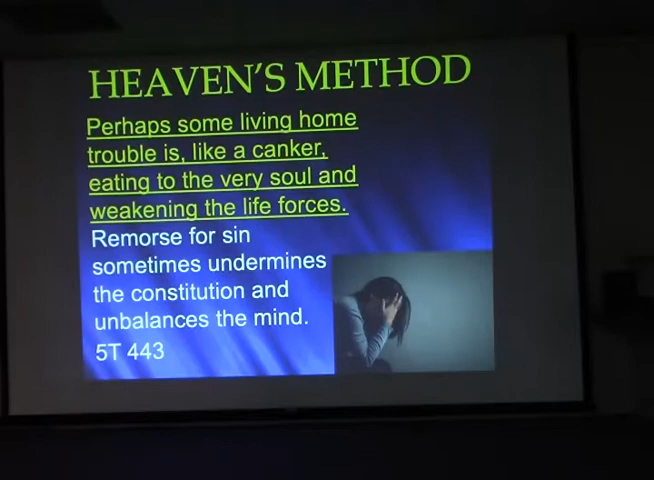 HEAVEN'S METHOD
Perhaps some living home
trouble is, like a canker,
eating to the very soul and
weakening the life forces.
Remorse for sin
sometimes undermines
the constitution and
unbalances the mind.
5T 443